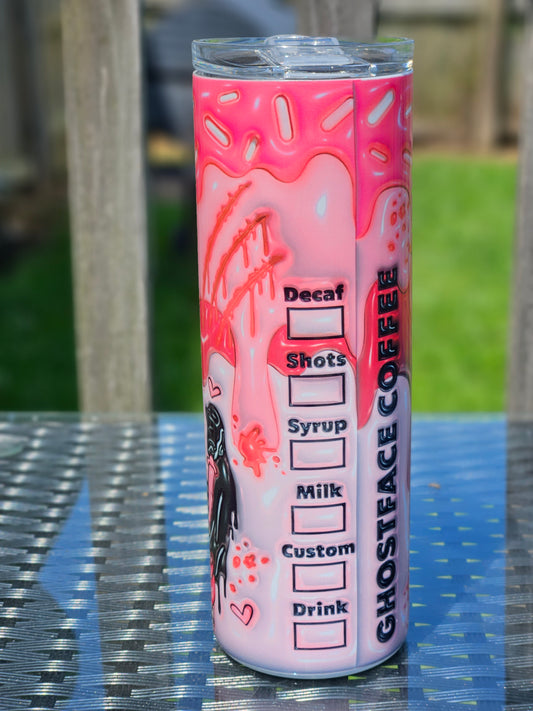 Decaf
Shots
Syrup
Milk
Custom
Drink
GHOSTFACE COFFEE